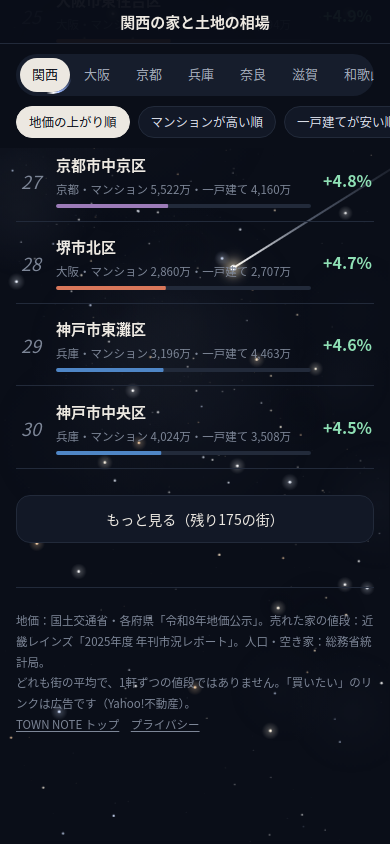 関西の家と土地の相場
関西 大阪 京都 兵庫 奈良 滋賀 和歌
地価の上がり順 マンションが高い順 一戸建てが安い
27 京都市中京区 +4.8%
京都・マンション 5,522万・一戸建て 4,160万
28 堺市北区 +4.7%
大阪・マンション 2,860万・一戸建て 2,707万
29 神戸市東灘区 +4.6%
兵庫・マンション 3,196万・一戸建て 4,463万
30 神戸市中央区 +4.5%
兵庫・マンション 4,024万・一戸建て 3,508万
もっと見る（残り175の街）
地価：国土交通省・各府県「令和8年地価公示」。売れた家の値段：近
畿レインズ「2025年度 年刊市況レポート」。人口・空き家：総務省統
計局。
どれも街の平均で、1軒ずつの値段ではありません。「買いたい」のリ
ンクは広告です（Yahoo!不動産）。
TOWN NOTE トップ プライバシー